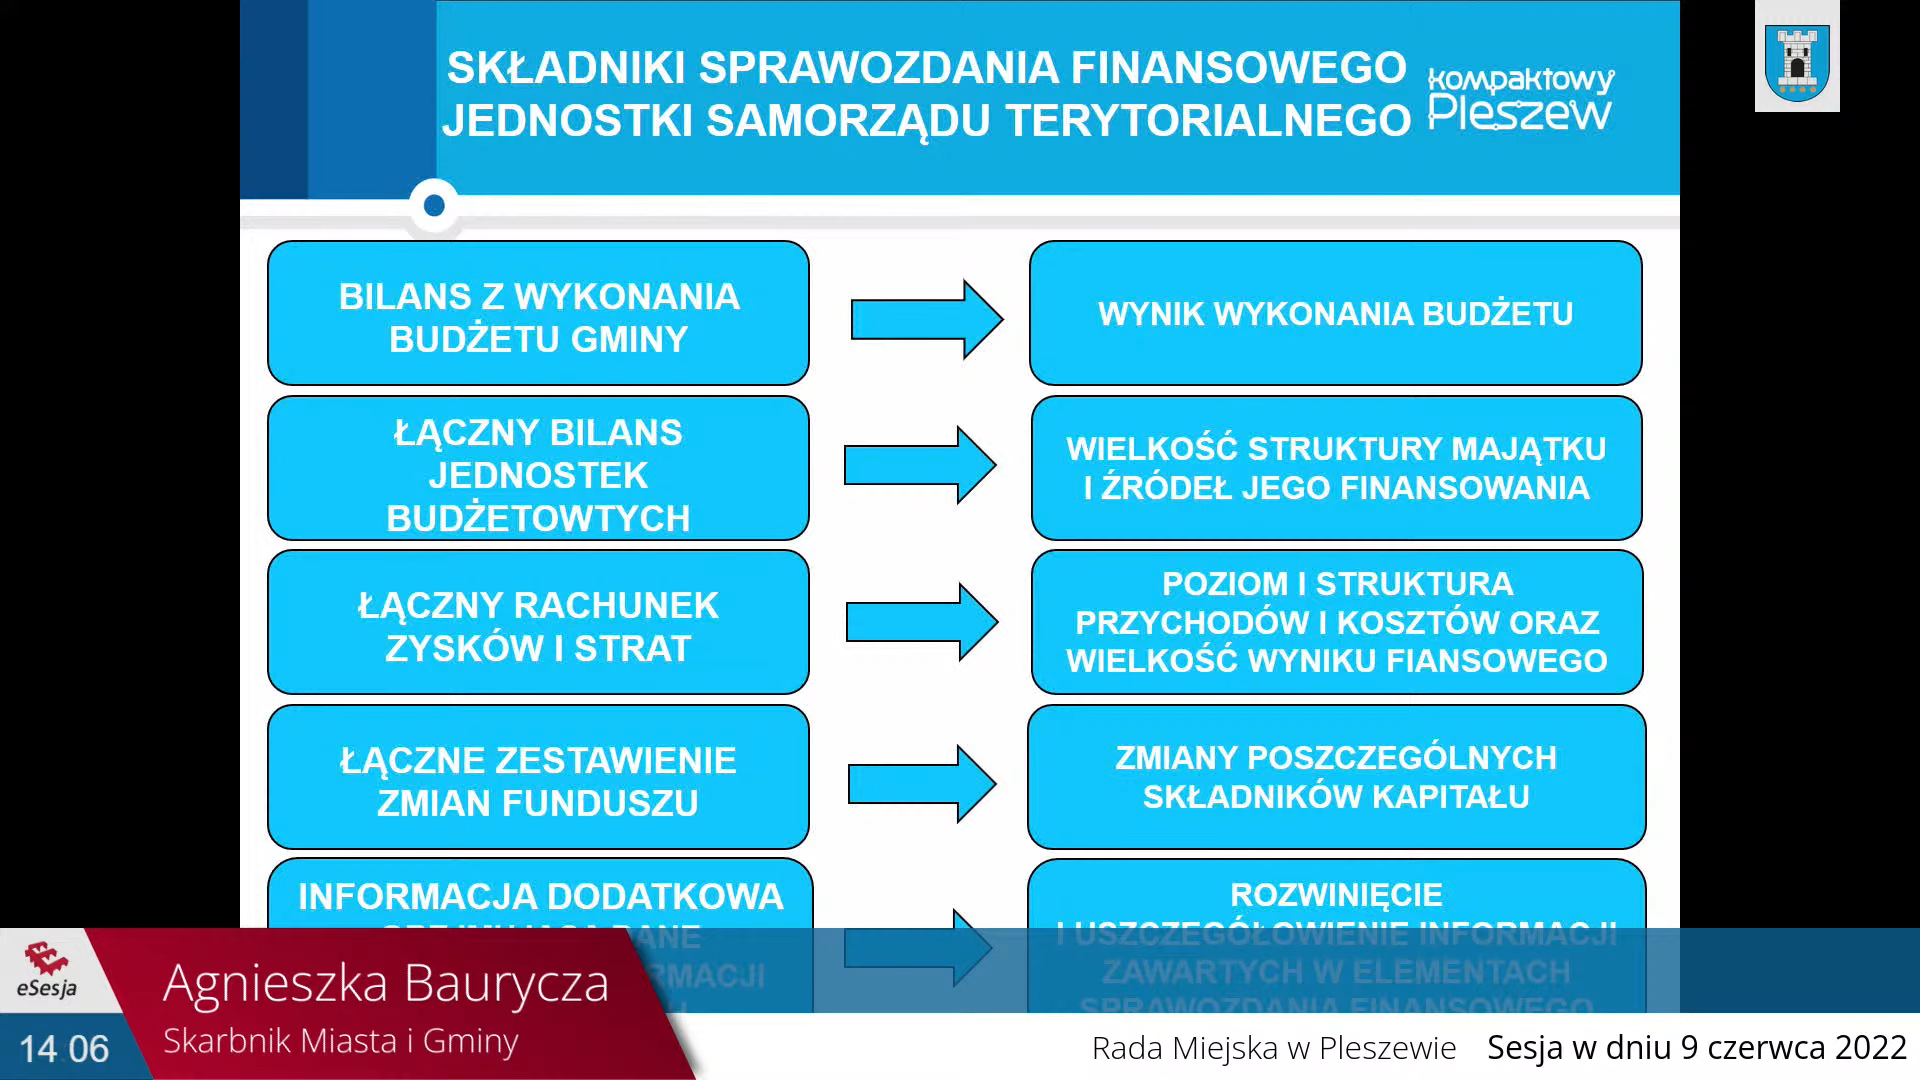 SKŁADNIKI SPRAWOZDANIA FINANSOWEGO
JEDNOSTKI SAMORZĄDU TERYTORIALNEGO
kompaktowy
Pleszew
BILANS Z WYKONANIA
BUDŻETU GMINY
WYNIK WYKONANIA BUDŻETU
ŁĄCZNY BILANS
JEDNOSTEK
BUDŻETOWTYCH
WIELKOŚĆ STRUKTURY MAJĄTKU
I ŹRÓDEŁ JEGO FINANSOWANIA
ŁĄCZNY RACHUNEK
ZYSKÓW I STRAT
POZIOM I STRUKTURA
PRZYCHODÓW I KOSZTÓW ORAZ
WIELKOŚĆ WYNIKU FIANSOWEGO
ŁĄCZNE ZESTAWIENIE
ZMIAN FUNDUSZU
ZMIANY POSZCZEGÓLNYCH
SKŁADNIKÓW KAPITAŁU
INFORMACJA DODATKOWA
ROZWINIĘCIE
I USZCZEGÓŁOWIENIE INFORMACJI
ZAWARTYCH W ELEMENTACH
SPRAWOZDANIA FINANSOWEGO
eSesja
Agnieszka Baurycza
Skarbnik Miasta i Gminy
14 06
Rada Miejska w Pleszewie Sesja w dniu 9 czerwca 2022